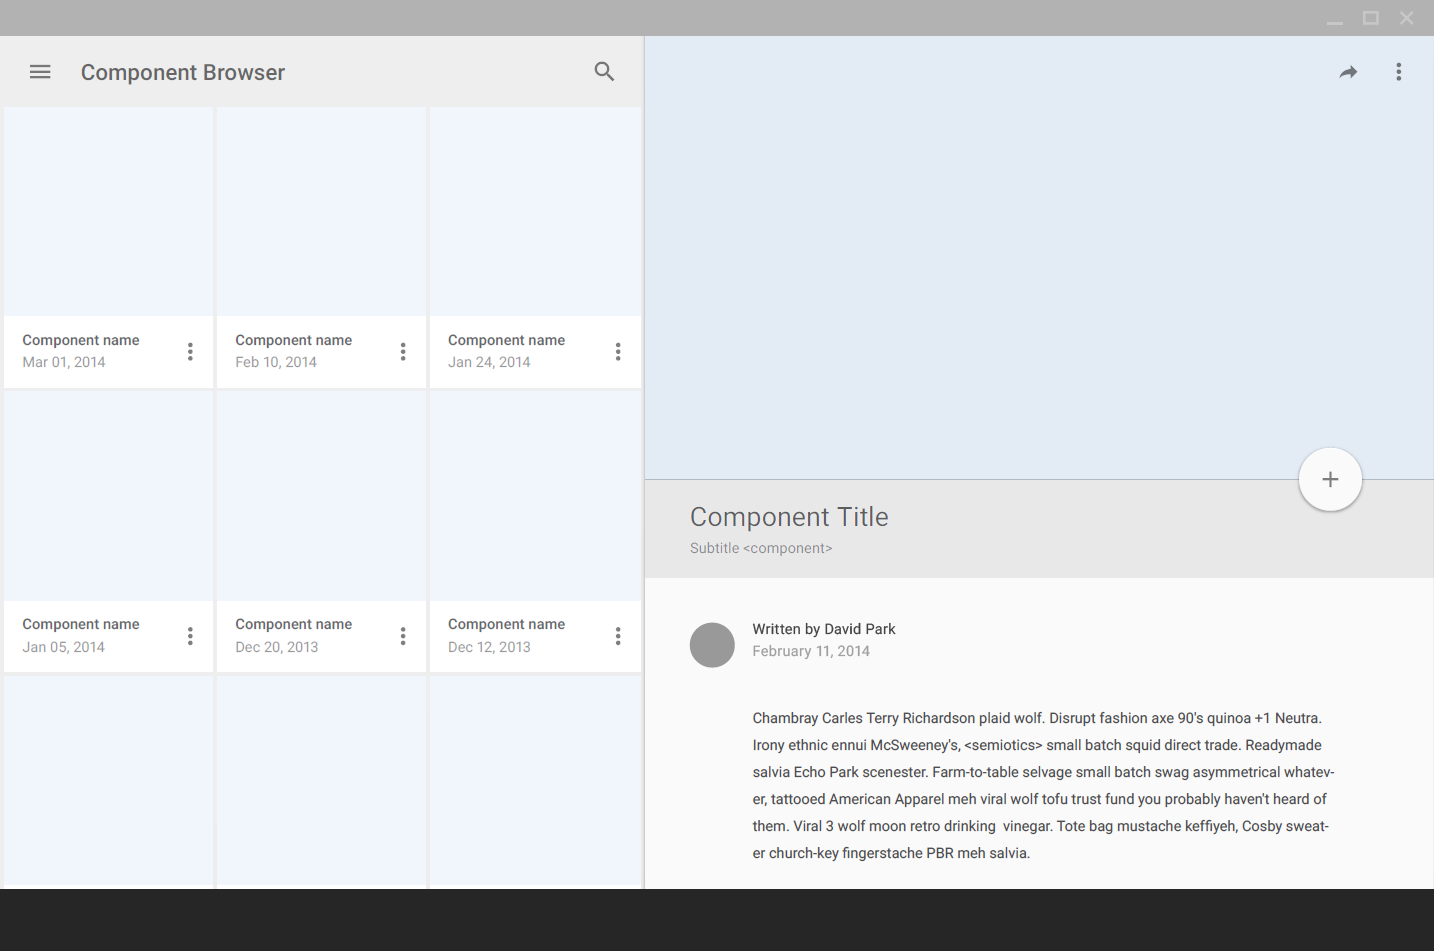 Component Browser
Component name
Mar 01, 2014
Component name
Feb 10, 2014
Component name
Jan 24, 2014
Component name
Jan 05, 2014
Component name
Dec 20, 2013
Component name
Dec 12, 2013
Component Title
Subtitle <component>
Written by David Park
February 11, 2014
Chambray Carles Terry Richardson plaid wolf. Disrupt fashion axe 90's quinoa +1 Neutra.
Irony ethnic ennui McSweeney's, <semiotics> small batch squid direct trade. Readymade
salvia Echo Park scenester. Farm-to-table selvage small batch swag asymmetrical whatev-
er, tattooed American Apparel meh viral wolf tofu trust fund you probably haven't heard of
them. Viral 3 wolf moon retro drinking  vinegar. Tote bag mustache keffiyeh, Cosby sweat-
er church-key fingerstache PBR meh salvia.